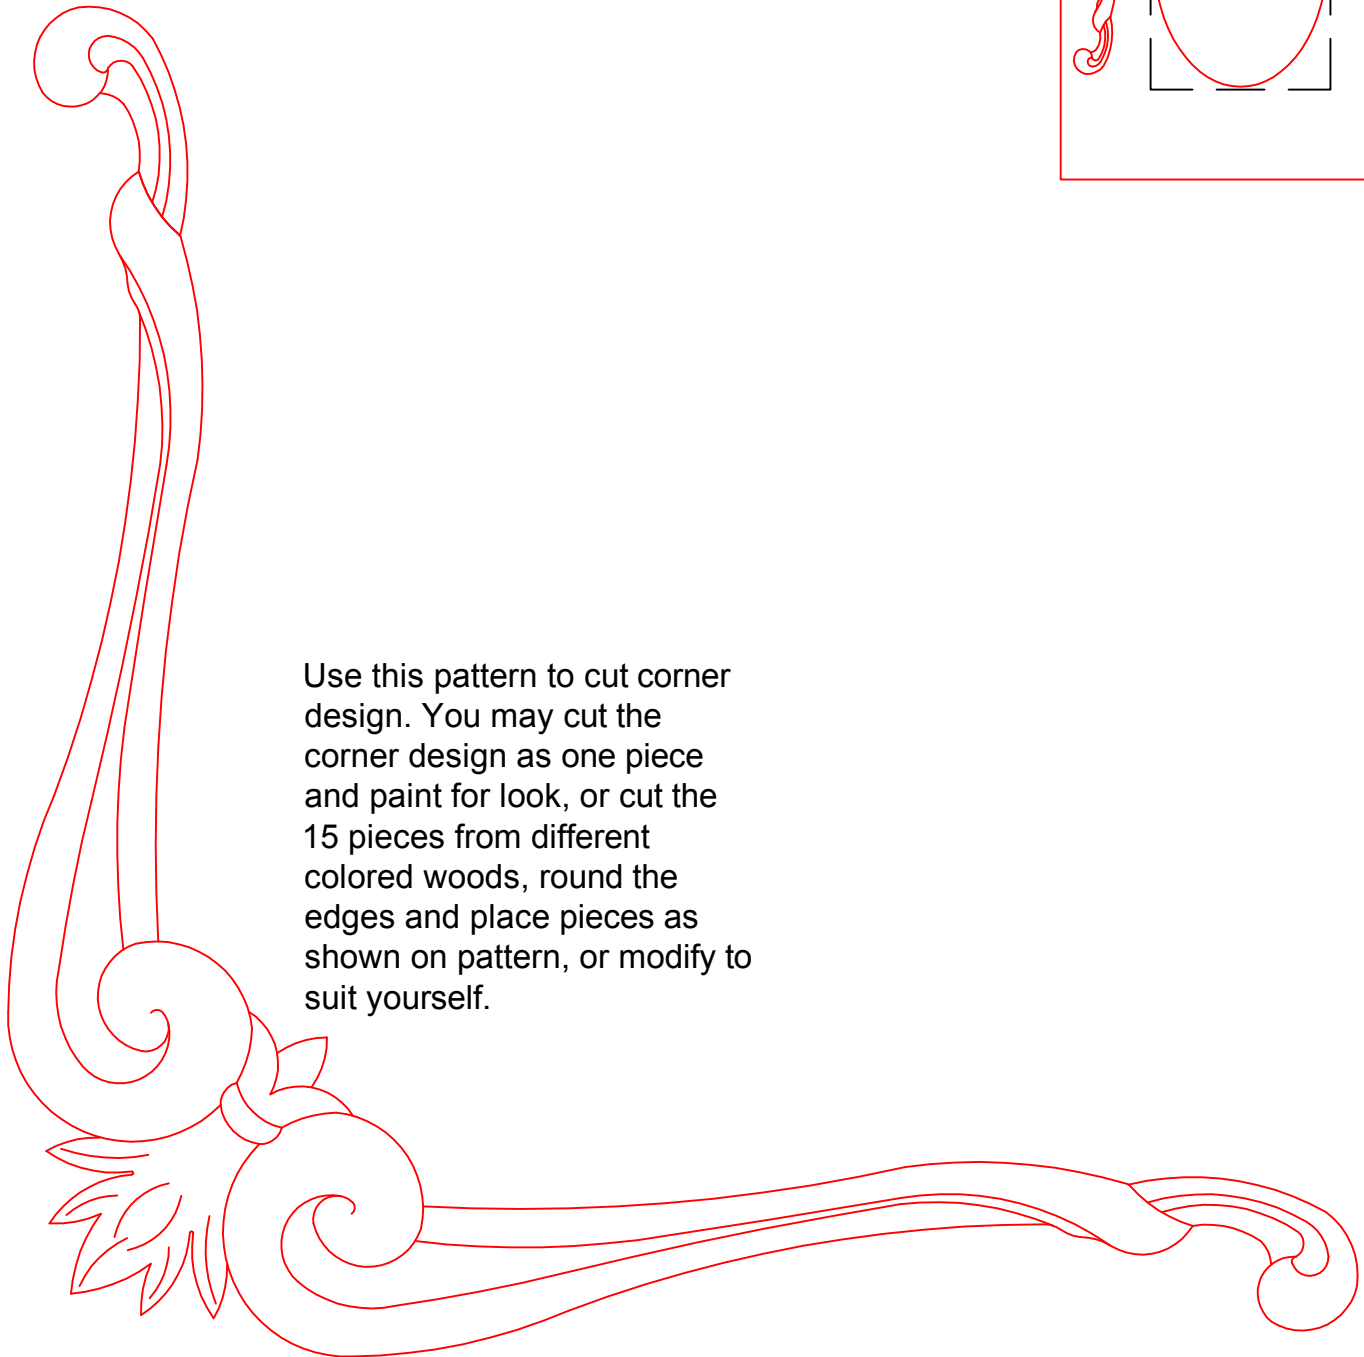 Use this pattern to cut corner
design. You may cut the
corner design as one piece
and paint for look, or cut the
15 pieces from different
colored woods, round the
edges and place pieces as
shown on pattern, or modify to
suit yourself.